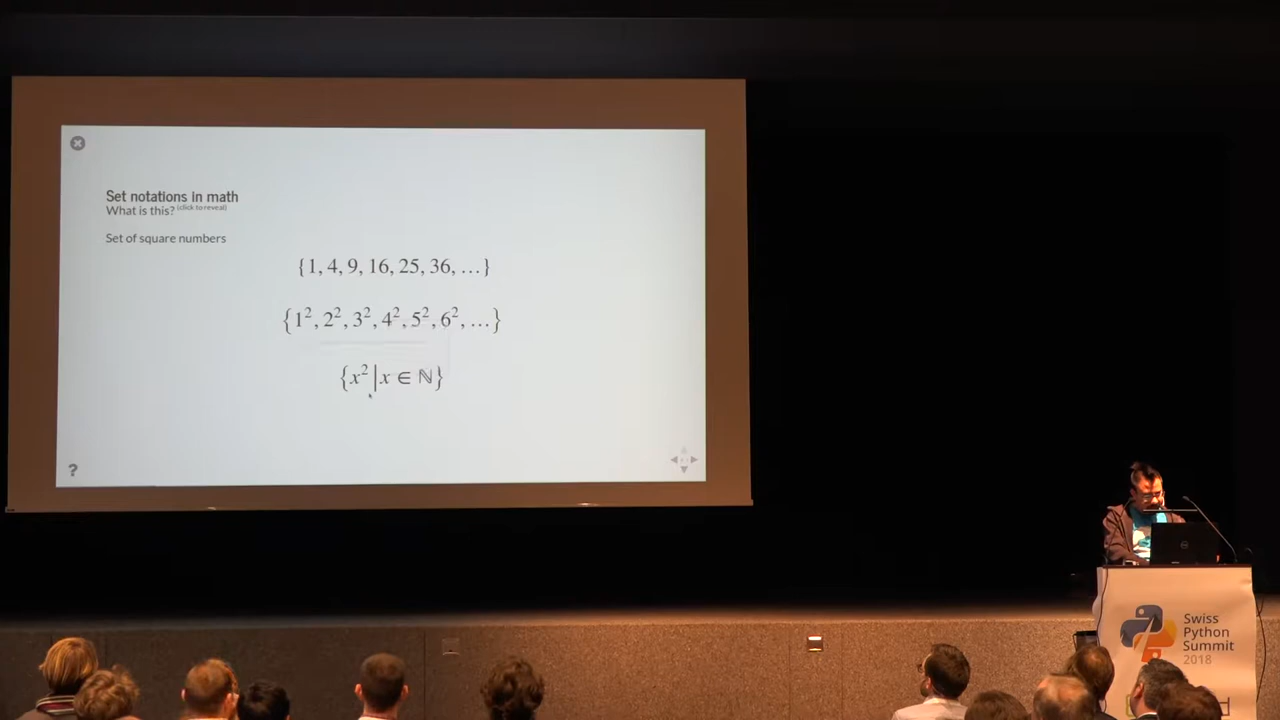 Set notations in math
What is this? (click to reveal)
Set of square numbers
{1, 4, 9, 16, 25, 36, …}
{1², 2², 3², 4², 5², 6², …}
{x² | x ∈ ℕ}
?
Swiss
Python
Summit
2018